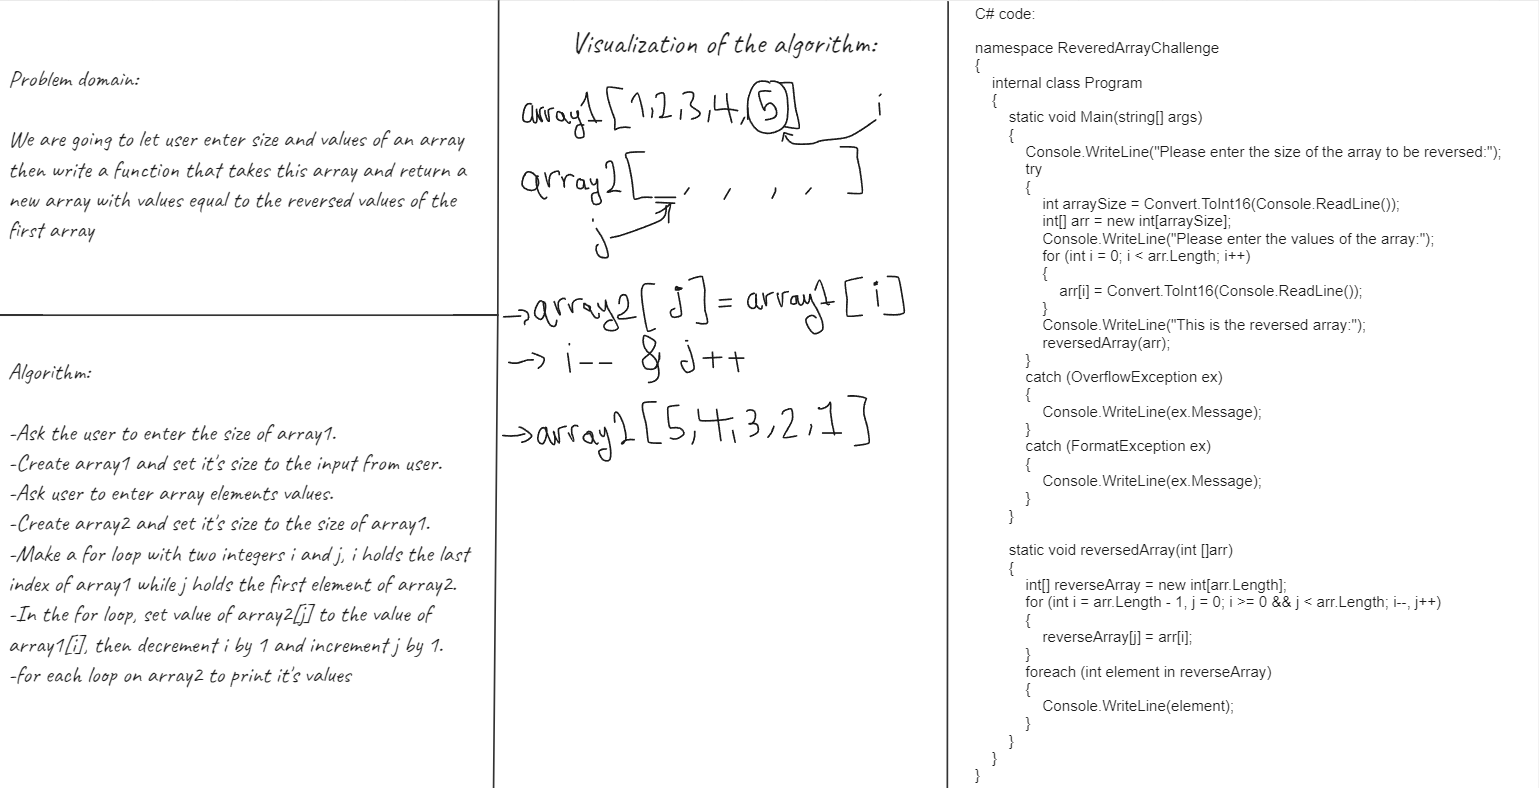 Problem domain:
We are going to let user enter size and values of an array
then write a function that takes this array and return a
new array with values equal to the reversed values of the
first array
Algorithm:
-Ask the user to enter the size of array1.
-Create array1 and set it's size to the input from user.
-Ask user to enter array elements values.
-Create array2 and set it's size to the size of array1.
-Make a for loop with two integers i and j, i holds the last
index of array1 while j holds the first element of array2.
-In the for loop, set value of array2[j] to the value of
array1[i], then decrement i by 1 and increment j by 1.
-for each loop on array2 to print it's values
Visualization of the algorithm:
array1[1,2,3,4,5]
i
array2[_, , , , ]
j
→array2[j]=array1[i]
→ i-- & j++
→array2[5,4,3,2,1]
C# code:
namespace ReveredArrayChallenge
{
internal class Program
{
static void Main(string[] args)
{
Console.WriteLine("Please enter the size of the array to be reversed:");
try
{
int arraySize = Convert.ToInt16(Console.ReadLine());
int[] arr = new int[arraySize];
Console.WriteLine("Please enter the values of the array:");
for (int i = 0; i < arr.Length; i++)
{
arr[i] = Convert.ToInt16(Console.ReadLine());
}
Console.WriteLine("This is the reversed array:");
reversedArray(arr);
}
catch (OverflowException ex)
{
Console.WriteLine(ex.Message);
}
catch (FormatException ex)
{
Console.WriteLine(ex.Message);
}
}
static void reversedArray(int []arr)
{
int[] reverseArray = new int[arr.Length];
for (int i = arr.Length - 1, j = 0; i >= 0 && j < arr.Length; i--, j++)
{
reverseArray[j] = arr[i];
}
foreach (int element in reverseArray)
{
Console.WriteLine(element);
}
}
}
}